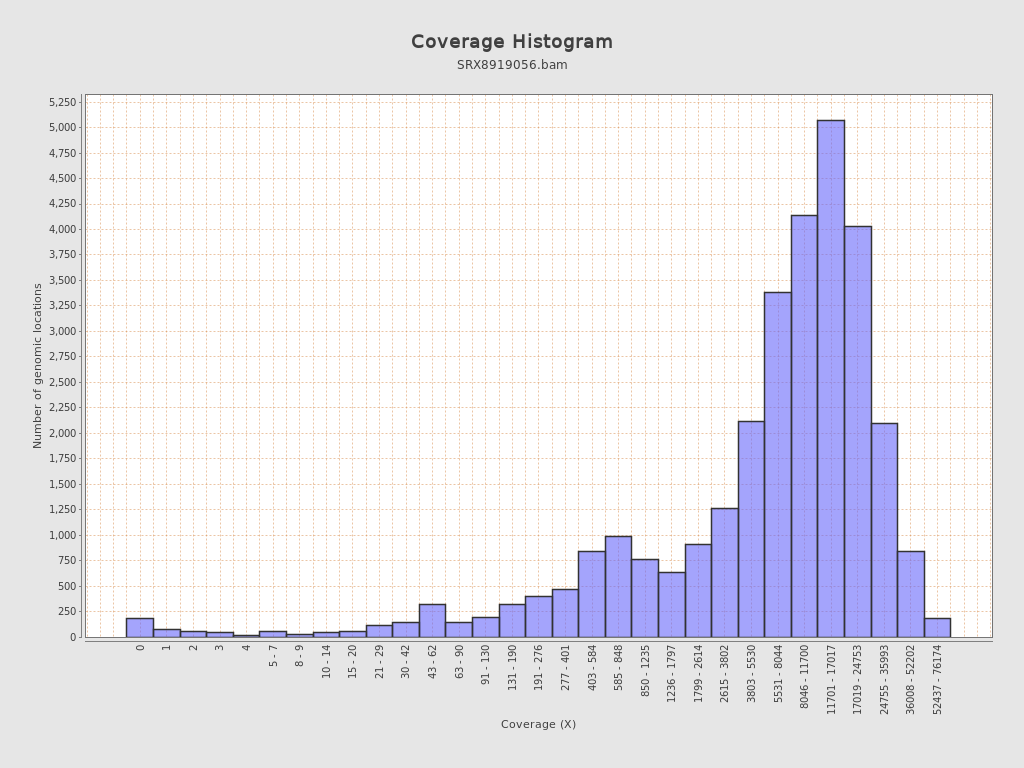 Coverage Histogram
SRX8919056.bam
5,250
5,000
4,750
4,500
4,250
4,000
3,750
3,500
3,250
3,000
2,750
2,500
2,250
2,000
1,750
1,500
1,250
1,000
750
500
250
0
Number of genomic locations
0
1
2
3
4
5 - 7
8 - 9
10 - 14
15 - 20
21 - 29
30 - 42
43 - 62
63 - 90
91 - 130
131 - 190
191 - 276
277 - 401
403 - 584
585 - 848
850 - 1235
1236 - 1797
1799 - 2614
2615 - 3802
3803 - 5530
5531 - 8044
8046 - 11700
11701 - 17017
17019 - 24753
24755 - 35993
36008 - 52202
52437 - 76174
Coverage (X)